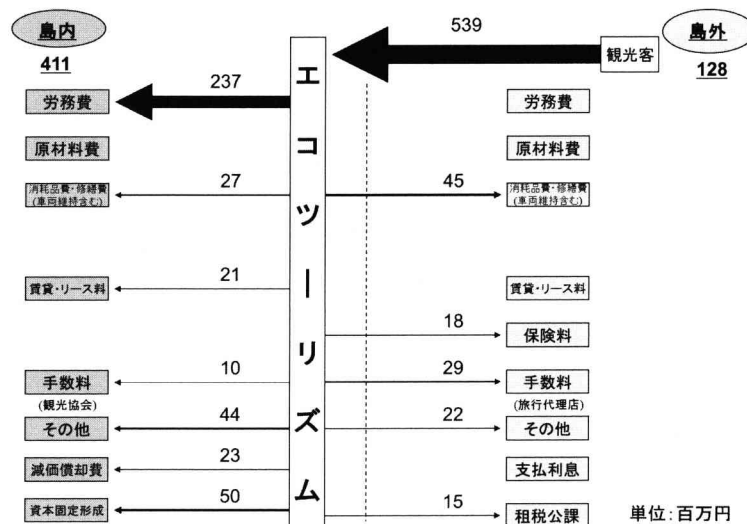 島内
411
539
観光客
島外
128
エコツーリズム
237
労務費
労務費
原材料費
原材料費
消耗品費・修繕費
(車両維持含む)
27
45
消耗品費・修繕費
(車両維持含む)
賃貸・リース料
21
賃貸・リース料
18
保険料
手数料
(観光協会)
10
29
手数料
(旅行代理店)
その他
44
22
その他
減価償却費
23
支払利息
資本固定形成
50
15
租税公課
単位:百万円